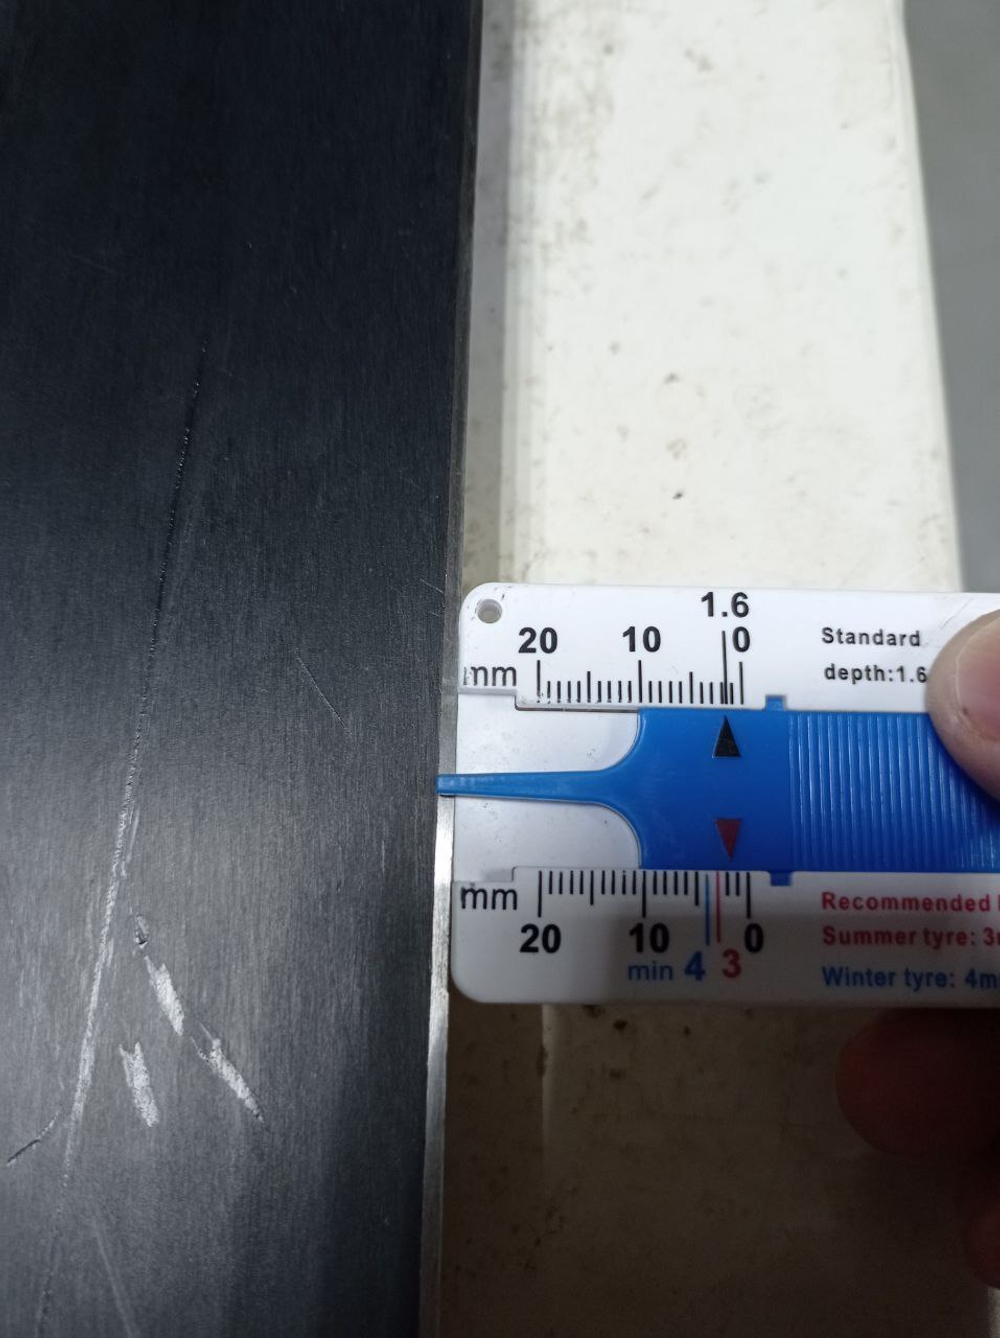 1.6
20 10 0
mm
Standard
depth:1.6
mm
20 10 0
min 4 3
Recommended
Summer tyre: 3
Winter tyre: 4m